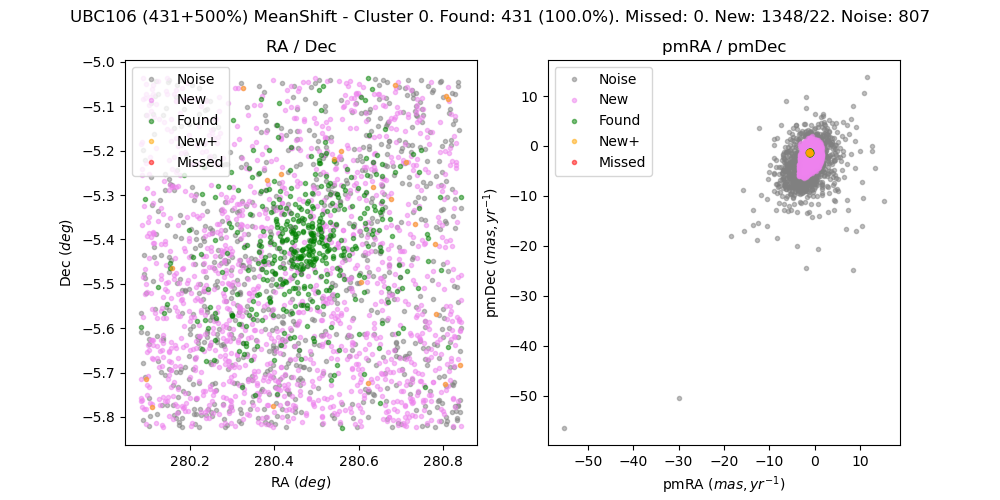 UBC106 (431+500%) MeanShift - Cluster 0. Found: 431 (100.0%). Missed: 0. New: 1348/22. Noise: 807
RA / Dec
pmRA / pmDec
Noise
New
Found
New+
Missed
Noise
New
Found
New+
Missed
−5.0
−5.1
−5.2
−5.3
−5.4
−5.5
−5.6
−5.7
−5.8
Dec (deg)
280.2
280.4
280.6
280.8
RA (deg)
10
0
−10
−20
−30
−40
−50
pmDec (mas, yr⁻¹)
−50
−40
−30
−20
−10
0
10
pmRA (mas, yr⁻¹)